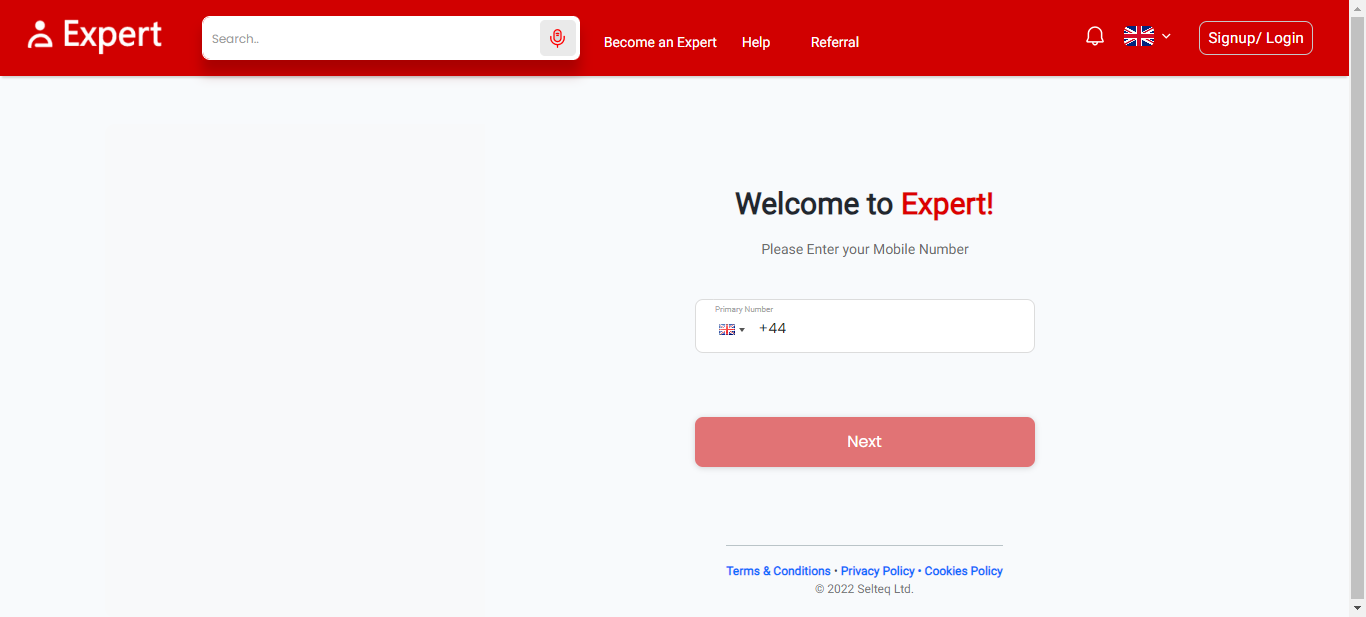 Expert
Search..
Become an Expert
Help
Referral
Signup/ Login
Welcome to Expert!
Please Enter your Mobile Number
Primary Number
+44
Next
Terms & Conditions • Privacy Policy • Cookies Policy
© 2022 Selteq Ltd.